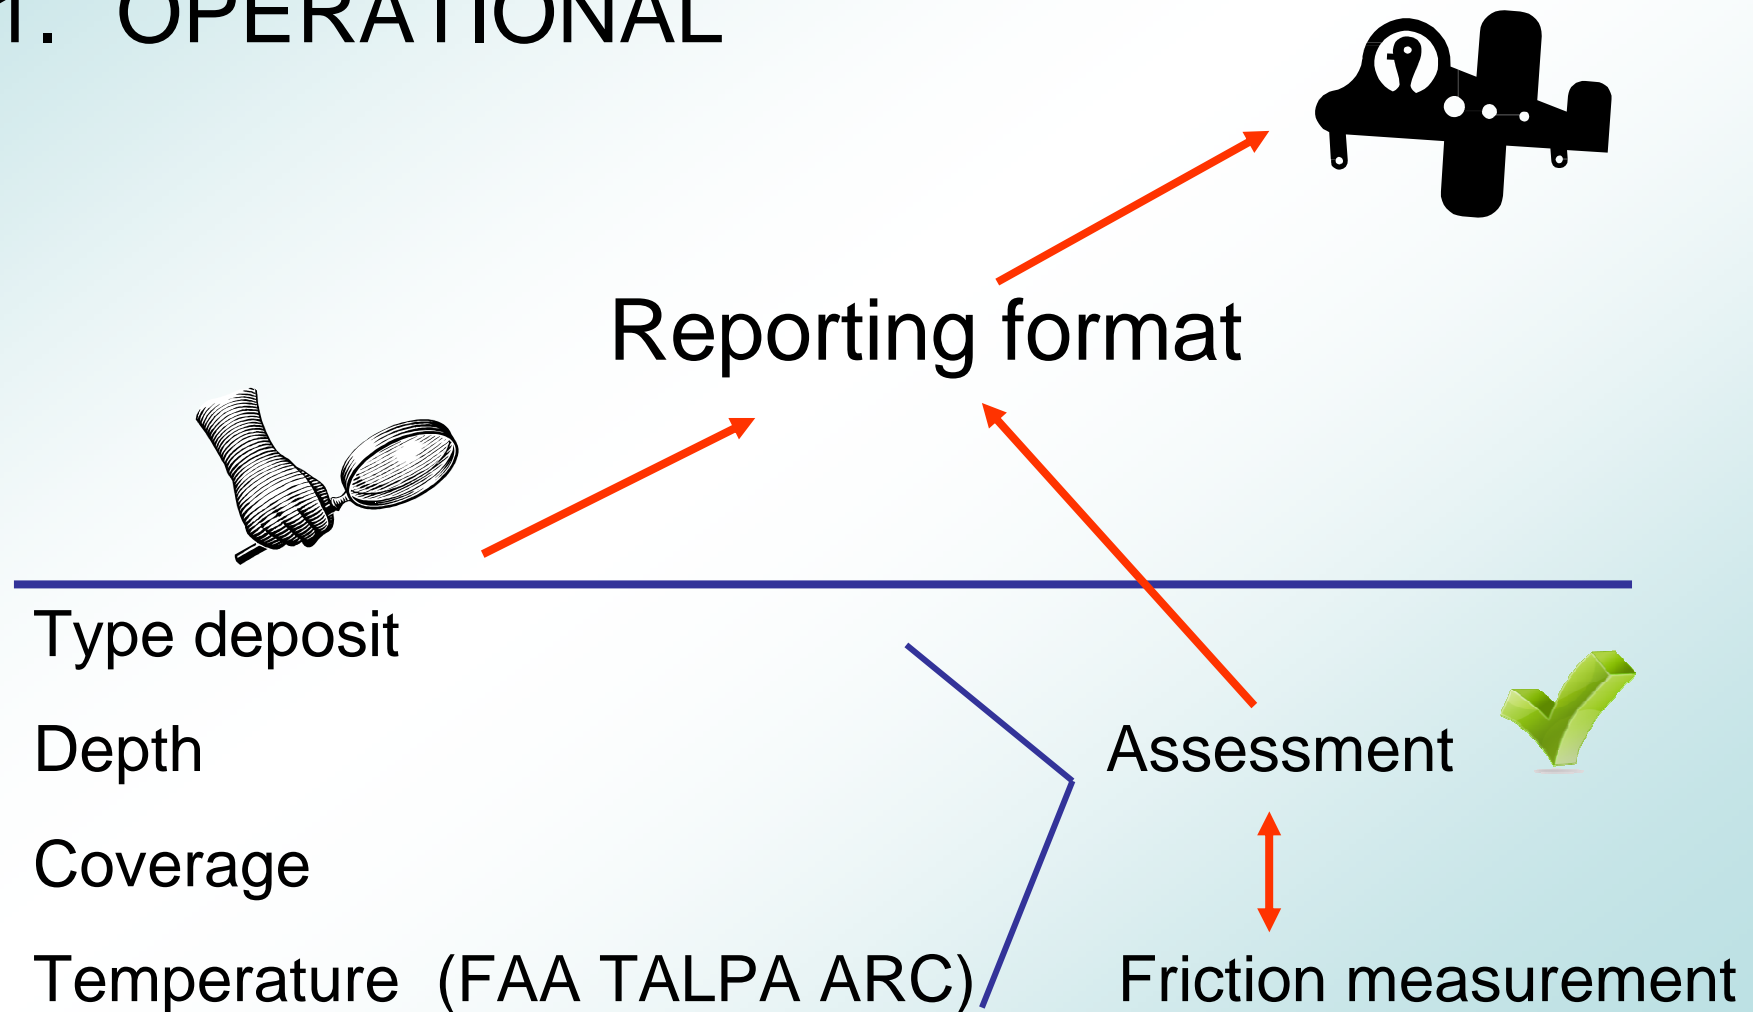 1. OPERATIONAL
Reporting format
Type deposit
Depth
Assessment
Coverage
Temperature (FAA TALPA ARC)
Friction measurement